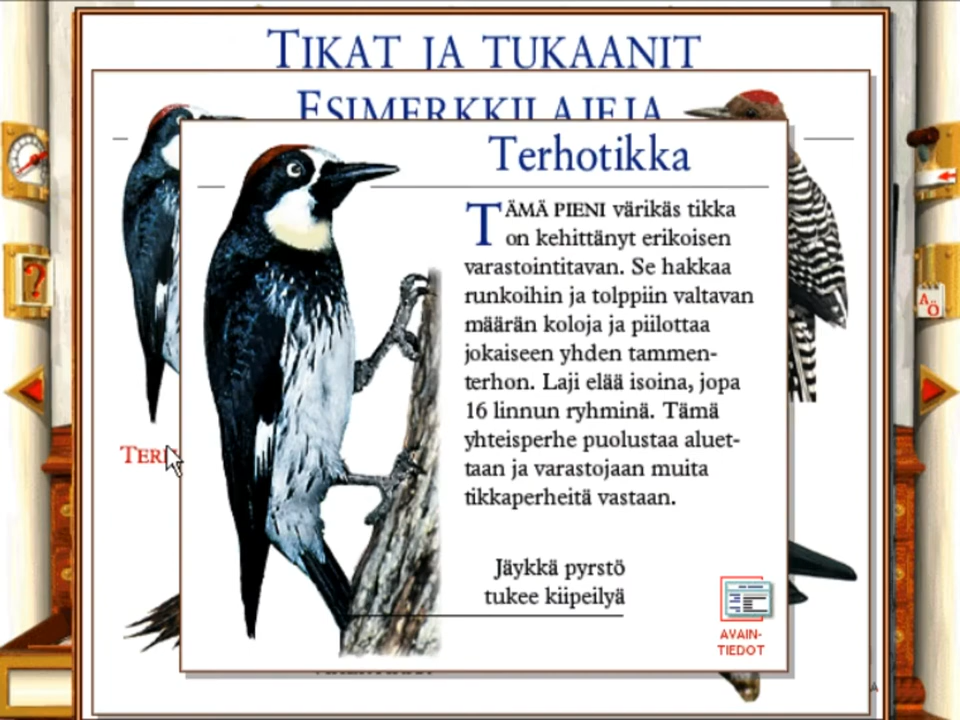 TIKAT JA TUKAANIT
ESIMERKKILAJEJA
Terhotikka
TÄMÄ PIENI värikäs tikka
on kehittänyt erikoisen
varastointitavan. Se hakkaa
runkoihin ja tolppiin valtavan
määrän koloja ja piilottaa
jokaiseen yhden tammen-
terhon. Laji elää isoina, jopa
16 linnun ryhminä. Tämä
yhteisperhe puolustaa aluet-
taan ja varastojaan muita
tikkaperheitä vastaan.
Jäykkä pyrstö
tukee kiipeilyä
AVAIN-
TIEDOT
TER
?
A
Ö
A